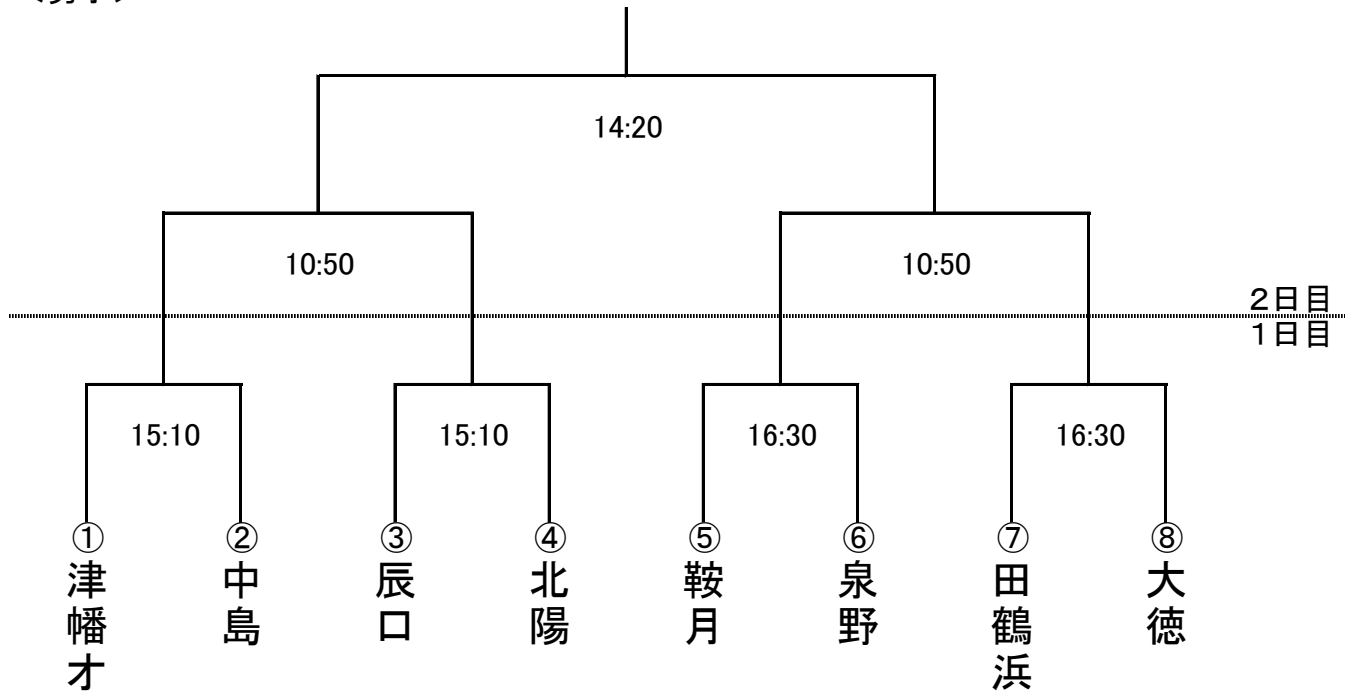 14:20
10:50
10:50
2日目
1日目
15:10
15:10
16:30
16:30
①津幡才
②中島
③辰口
④北陽
⑤鞍月
⑥泉野
⑦田鶴浜
⑧大徳